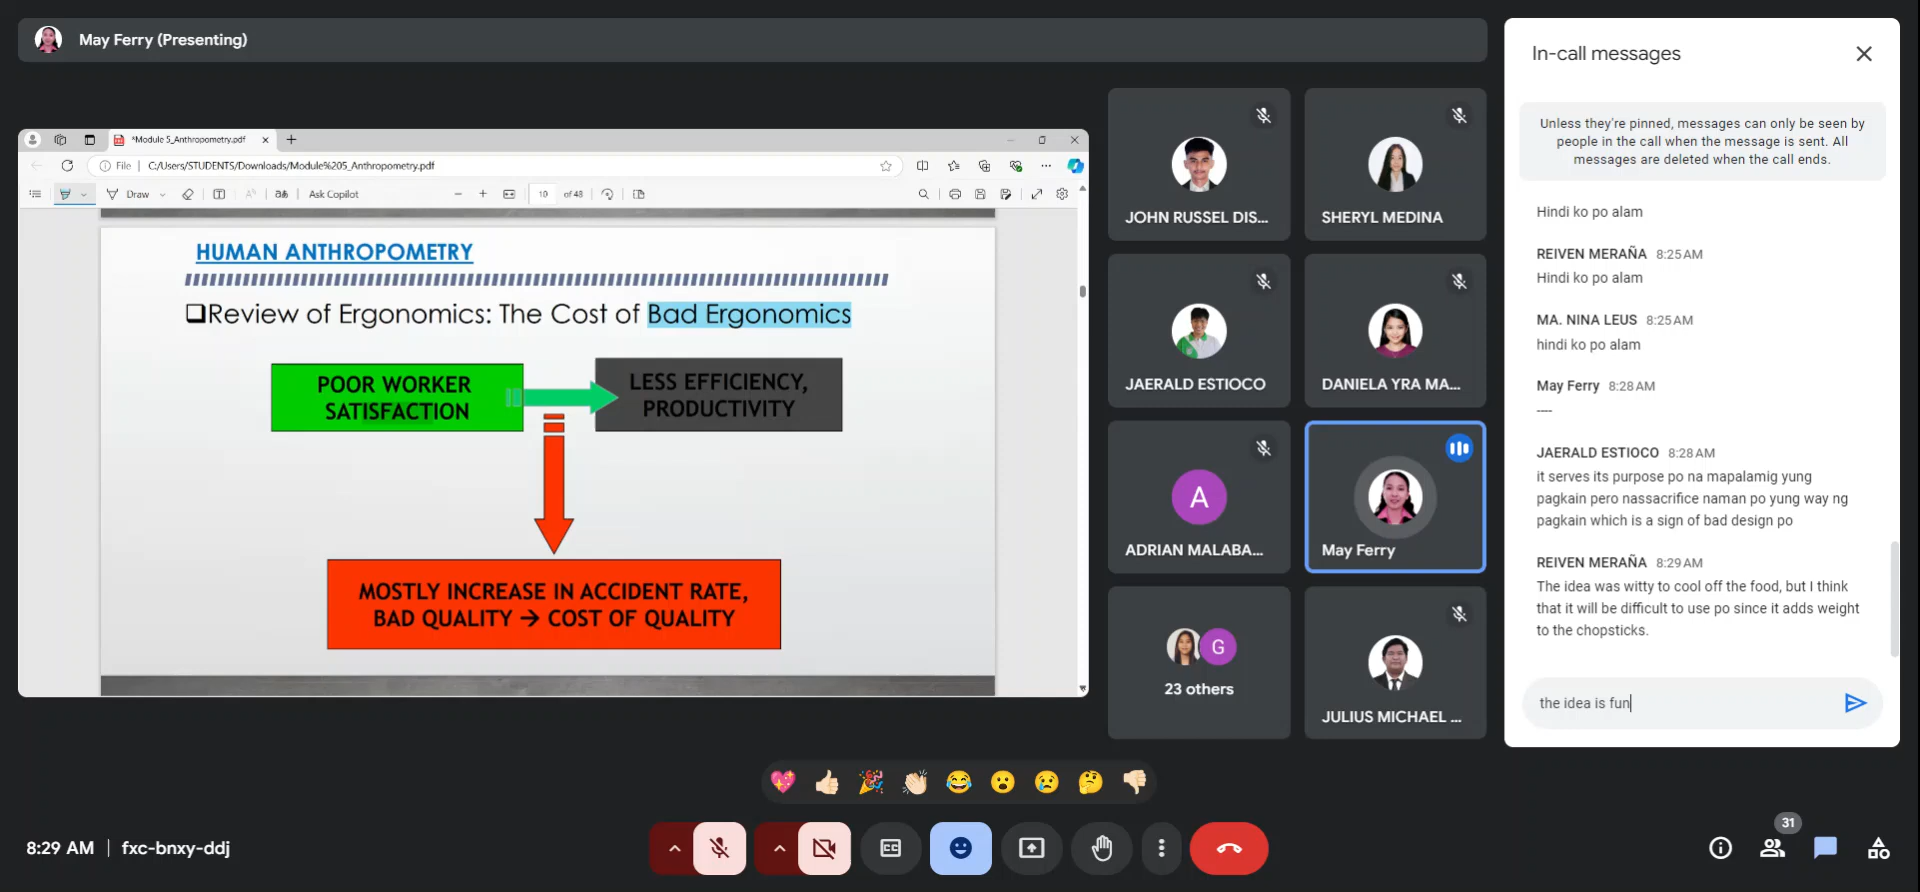 May Ferry (Presenting)
*Module 5_Anthropometry.pdf
File
C:/Users/STUDENTS/Downloads/Module%205_Anthropometry.pdf
Draw
Ask Copilot
10
of 48
HUMAN ANTHROPOMETRY
Review of Ergonomics: The Cost of Bad Ergonomics
POOR WORKER
SATISFACTION
LESS EFFICIENCY,
PRODUCTIVITY
MOSTLY INCREASE IN ACCIDENT RATE,
BAD QUALITY → COST OF QUALITY
JOHN RUSSEL DIS...
SHERYL MEDINA
JAERALD ESTIOCO
DANIELA YRA MA...
A
ADRIAN MALABA...
May Ferry
G
23 others
JULIUS MICHAEL ...
In-call messages
Unless they're pinned, messages can only be seen by
people in the call when the message is sent. All
messages are deleted when the call ends.
Hindi ko po alam
REIVEN MERAÑA 8:25 AM
Hindi ko po alam
MA. NINA LEUS 8:25 AM
hindi ko po alam
May Ferry 8:28 AM
----
JAERALD ESTIOCO 8:28 AM
it serves its purpose po na mapalamig yung
pagkain pero nassacrifice naman po yung way ng
pagkain which is a sign of bad design po
REIVEN MERAÑA 8:29 AM
The idea was witty to cool off the food, but I think
that it will be difficult to use po since it adds weight
to the chopsticks.
the idea is fun
8:29 AM
fxc-bnxy-ddj
31